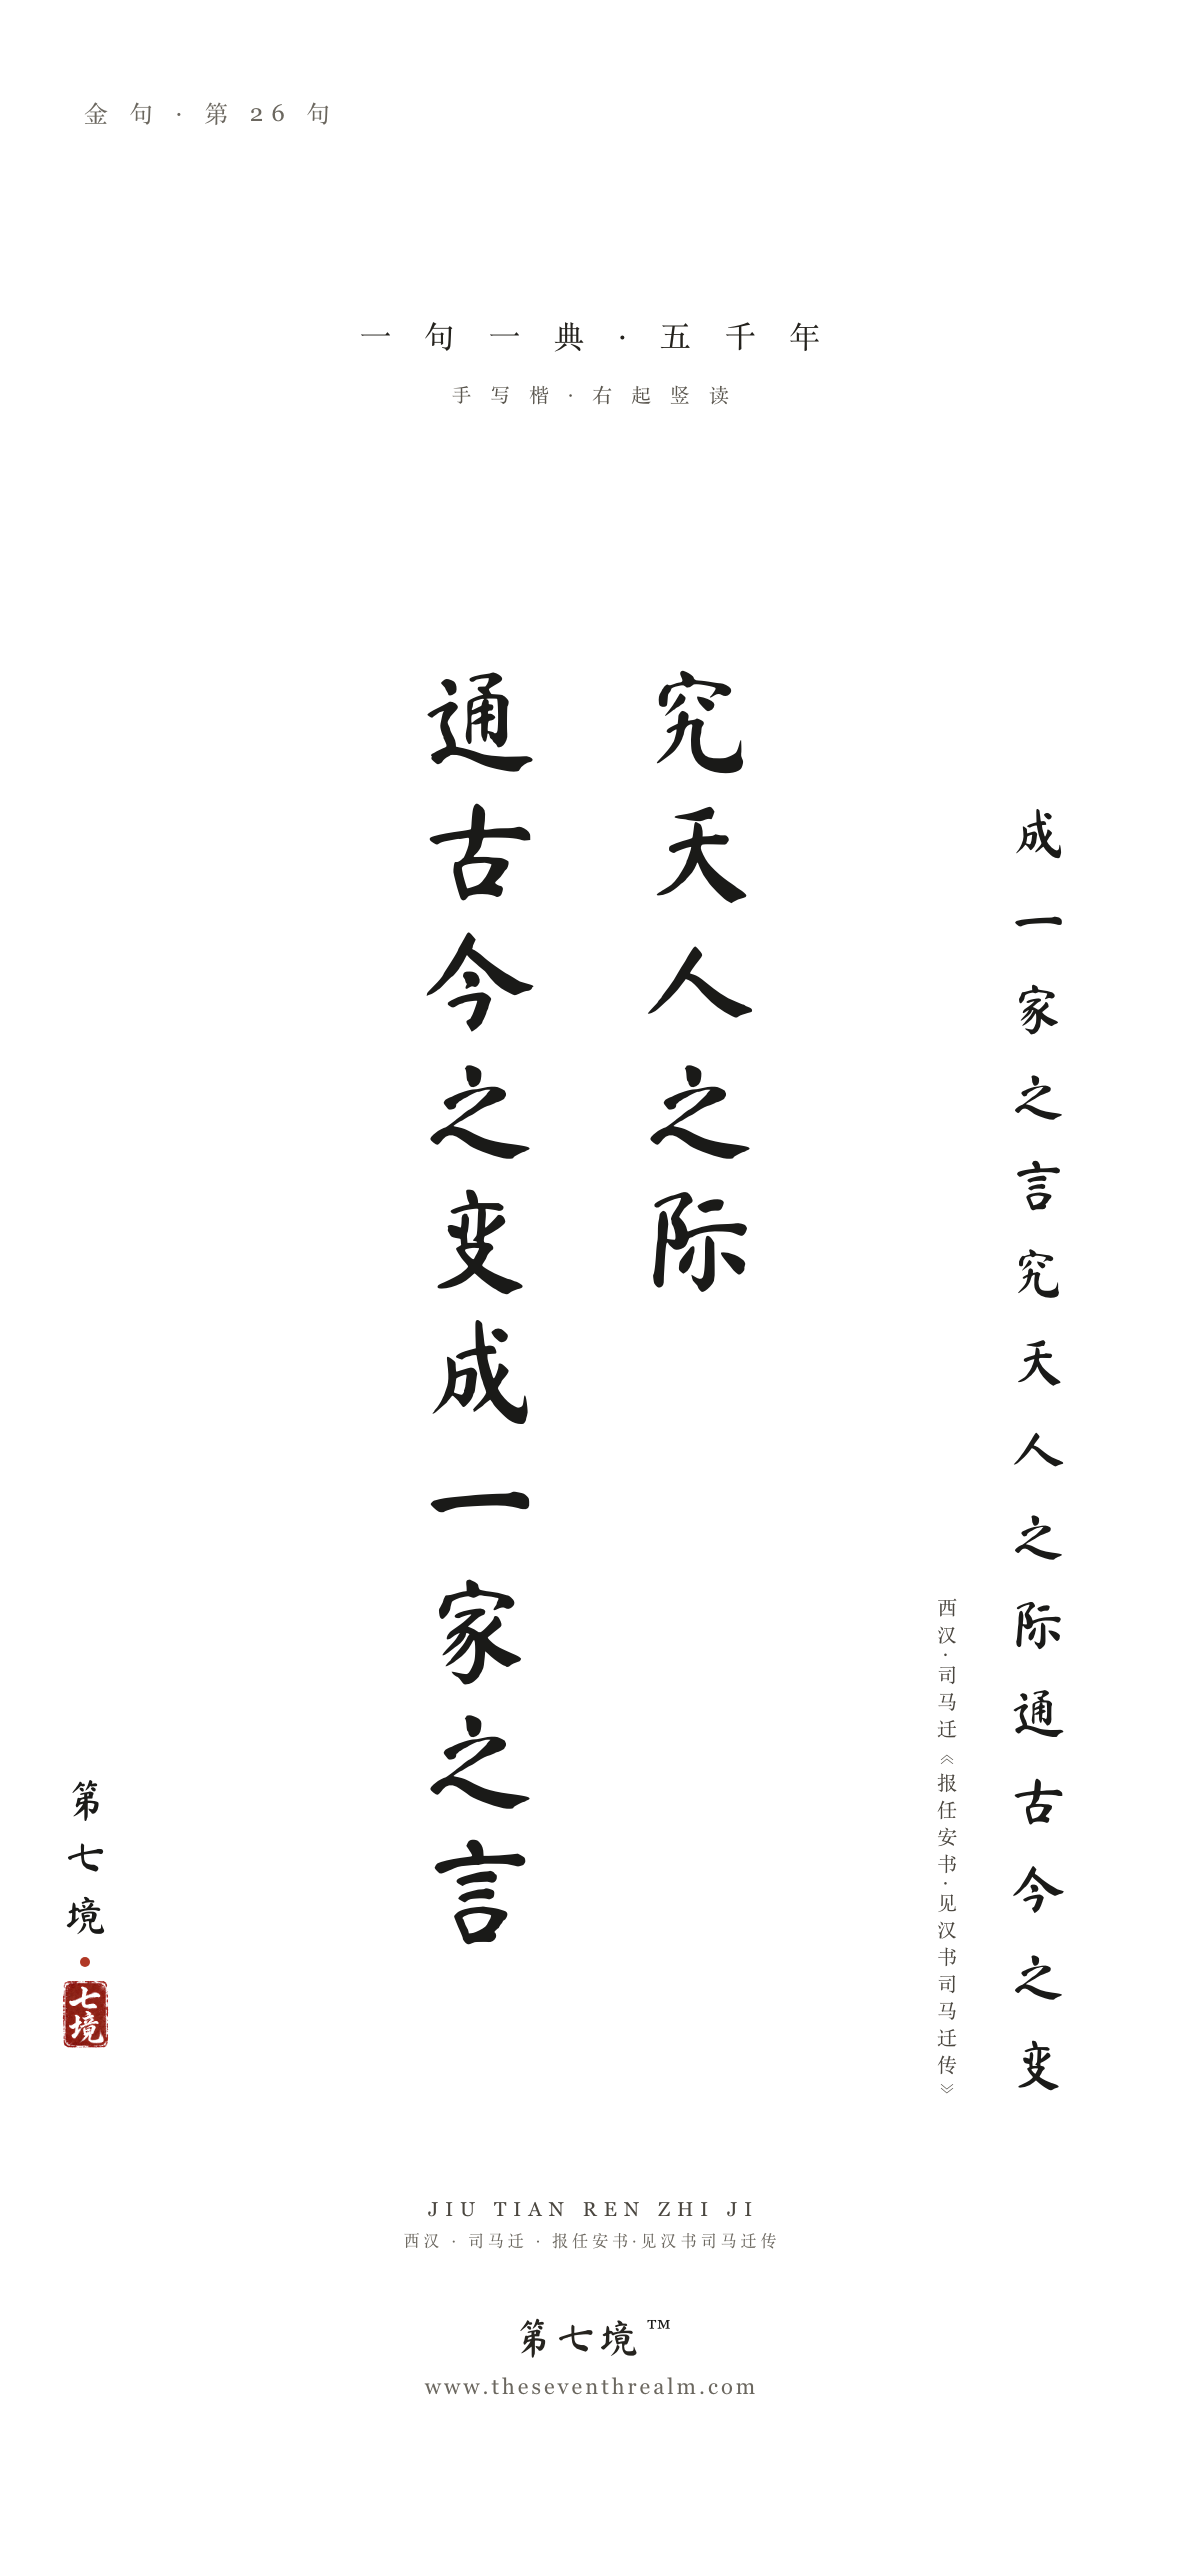 金句·第26句
一句一典·五千年
手写楷·右起竖读
成一家之言究天人之际通古今之变
西汉·司马迁《报任安书·见汉书司马迁传》
究天人之际
通古今之变成一家之言
第七境
七境
JIU TIAN REN ZHI JI
西汉 · 司马迁 · 报任安书·见汉书司马迁传
第七境™
www.theseventhrealm.com